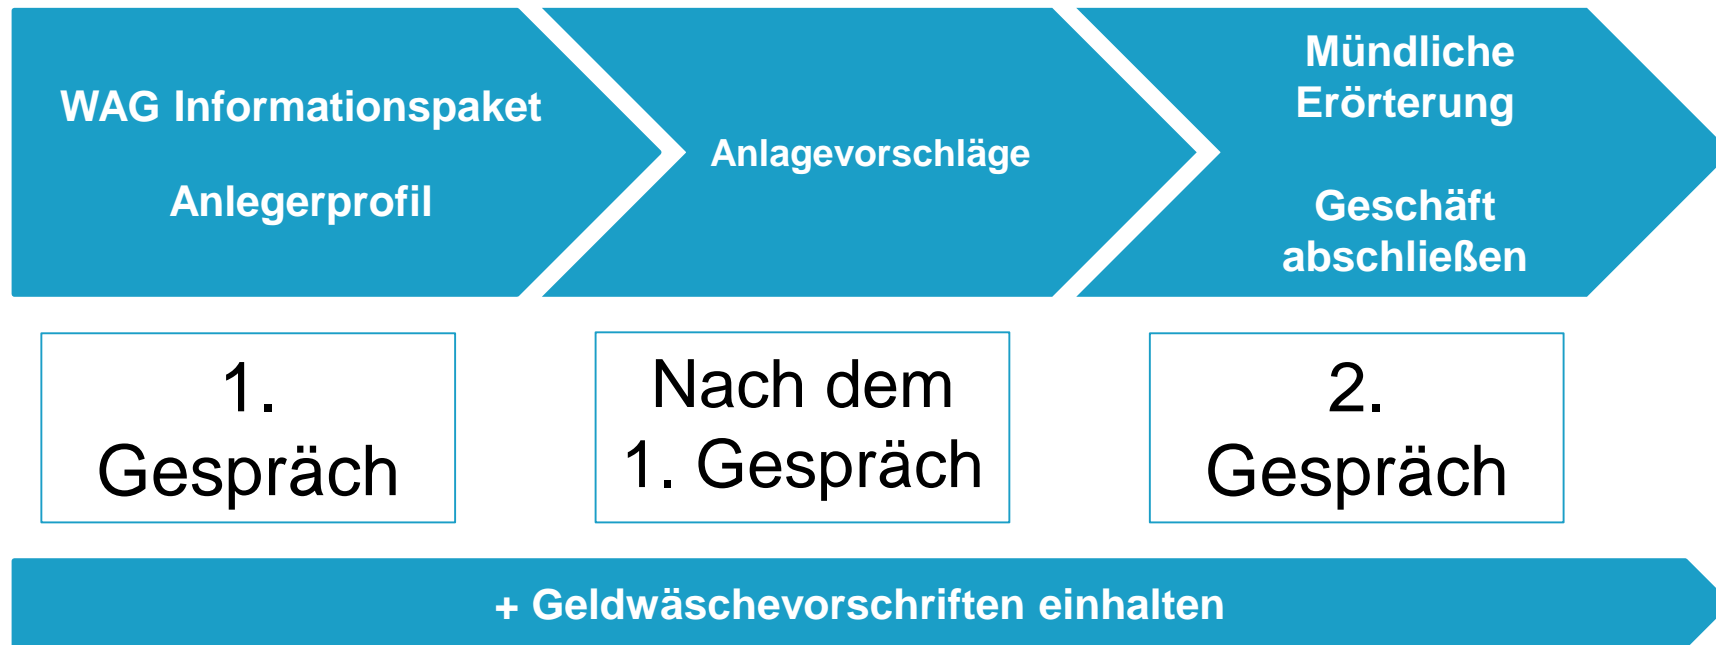 WAG Informationspaket
Anlegerprofil
Anlagevorschläge
Mündliche
Erörterung
Geschäft
abschließen
1.
Gespräch
Nach dem
1. Gespräch
2.
Gespräch
+ Geldwäschevorschriften einhalten